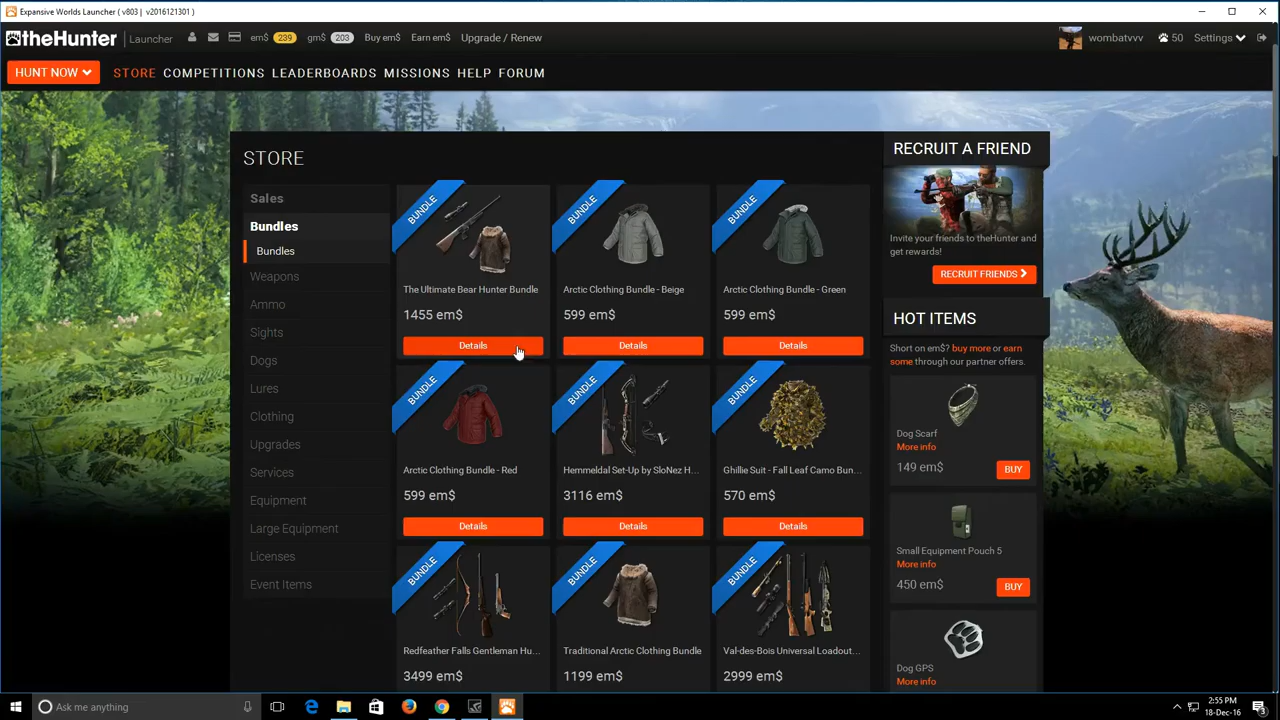 Expansive Worlds Launcher ( v803 | v2016121301 )
theHunter Launcher em$ 239 gm$ 203 Buy em$ Earn em$ Upgrade / Renew wombatvvv 50 Settings
HUNT NOW STORE COMPETITIONS LEADERBOARDS MISSIONS HELP FORUM
STORE
Sales
Bundles
Bundles
Weapons
Ammo
Sights
Dogs
Lures
Clothing
Upgrades
Services
Equipment
Large Equipment
Licenses
Event Items
BUNDLE
The Ultimate Bear Hunter Bundle
1455 em$
Details
BUNDLE
Arctic Clothing Bundle - Beige
599 em$
Details
BUNDLE
Arctic Clothing Bundle - Green
599 em$
Details
BUNDLE
Arctic Clothing Bundle - Red
599 em$
Details
BUNDLE
Hemmeldal Set-Up by SloNez H...
3116 em$
Details
BUNDLE
Ghillie Suit - Fall Leaf Camo Bun...
570 em$
Details
BUNDLE
Redfeather Falls Gentleman Hu...
3499 em$
BUNDLE
Traditional Arctic Clothing Bundle
1199 em$
BUNDLE
Val-des-Bois Universal Loadout...
2999 em$
RECRUIT A FRIEND
Invite your friends to theHunter and
get rewards!
RECRUIT FRIENDS
HOT ITEMS
Short on em$? buy more or earn
some through our partner offers.
Dog Scarf
More info
149 em$
BUY
Small Equipment Pouch 5
More info
450 em$
BUY
Dog GPS
More info
Ask me anything
2:55 PM
18-Dec-16
3